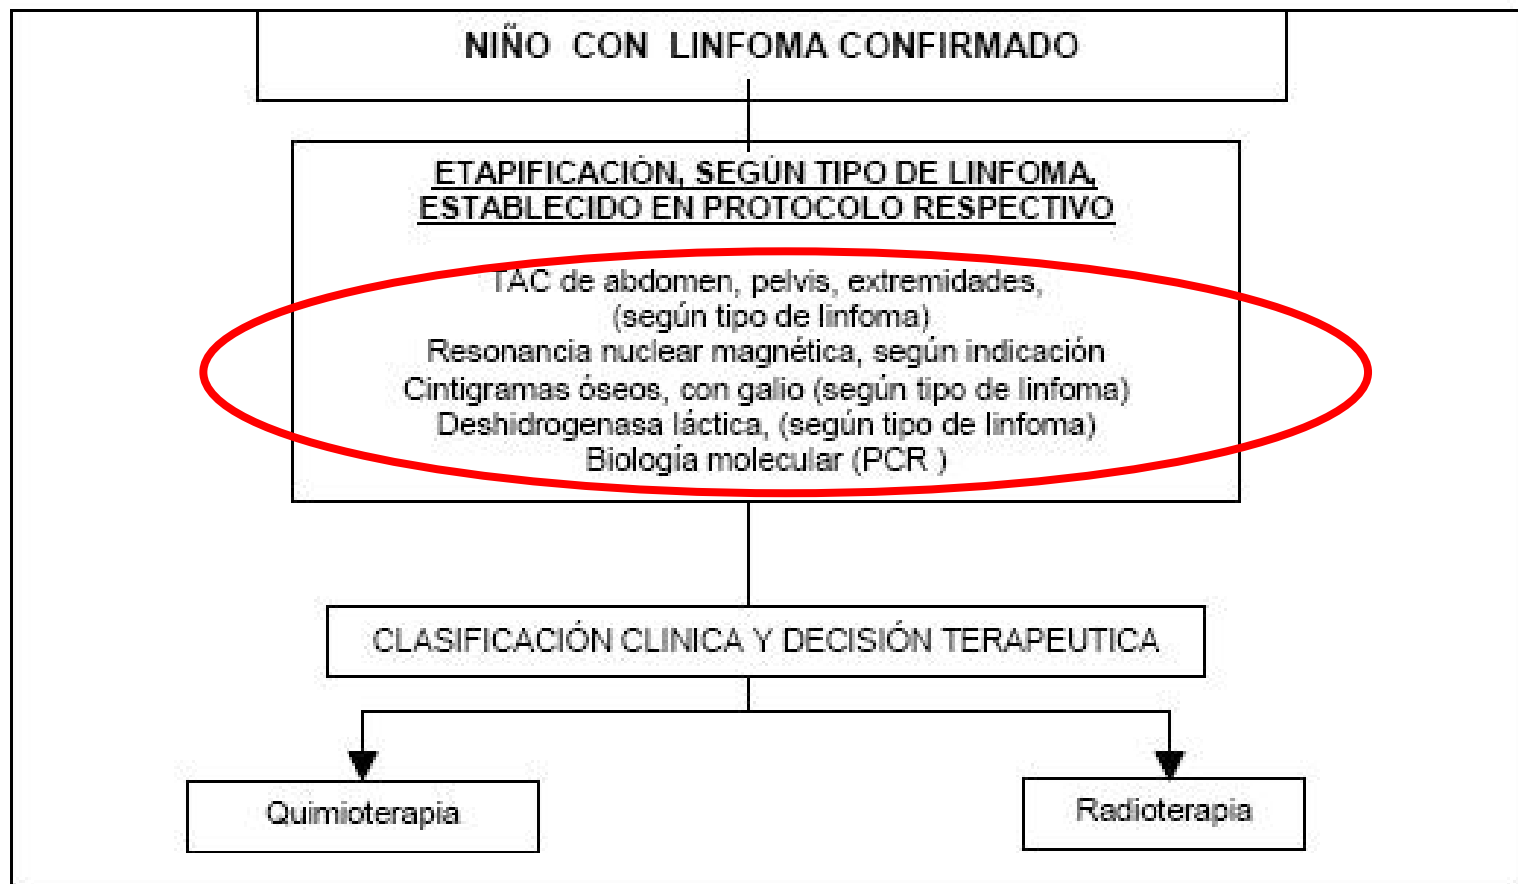 NIÑO CON LINFOMA CONFIRMADO
ETAPIFICACIÓN, SEGÚN TIPO DE LINFOMA,
ESTABLECIDO EN PROTOCOLO RESPECTIVO
TAC de abdomen, pelvis, extremidades,
(según tipo de linfoma)
Resonancia nuclear magnética, según indicación
Cintigramas óseos, con galio (según tipo de linfoma)
Deshidrogenasa láctica, (según tipo de linfoma)
Biología molecular (PCR )
CLASIFICACIÓN CLINICA Y DECISIÓN TERAPEUTICA
Quimioterapia
Radioterapia